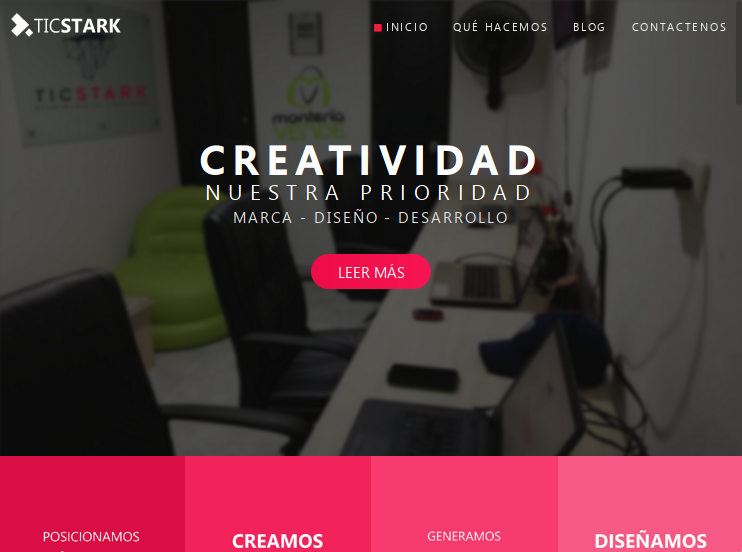 TICSTARK
INICIO
QUÉ HACEMOS
BLOG
CONTACTENOS
TICSTARK
montería
VERDE
CREATIVIDAD
NUESTRA PRIORIDAD
MARCA - DISEÑO - DESARROLLO
LEER MÁS
POSICIONAMOS
CREAMOS
GENERAMOS
DISEÑAMOS